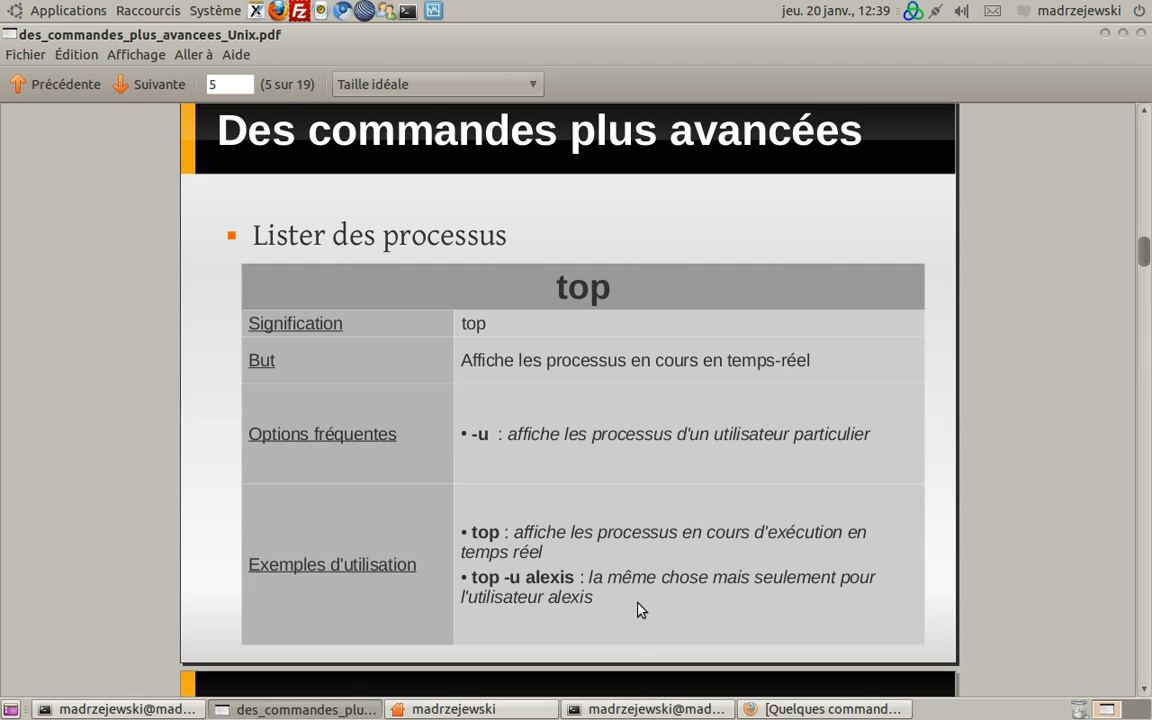 Applications Raccourcis Système jeu. 20 janv., 12:39 madrzejewski
des_commandes_plus_avancees_Unix.pdf
Fichier Édition Affichage Aller à Aide
Précédente Suivante 5 (5 sur 19) Taille idéale
Des commandes plus avancées
Lister des processus
top
Signification top
But Affiche les processus en cours en temps-réel
Options fréquentes • -u : affiche les processus d'un utilisateur particulier
• top : affiche les processus en cours d'exécution en
temps réel
Exemples d'utilisation
• top -u alexis : la même chose mais seulement pour
l'utilisateur alexis
madrzejewski@mad... des_commandes_plu... madrzejewski madrzejewski@mad... [Quelques command...